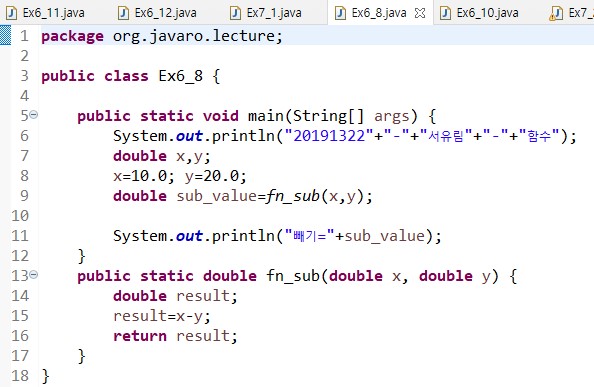 Ex6_11.java Ex6_12.java Ex7_1.java Ex6_8.java Ex6_10.java Ex7_
1 package org.javaro.lecture;
2
3 public class Ex6_8 {
4
5 public static void main(String[] args) {
6 System.out.println("20191322"+"-"+"서유림"+"-"+"함수");
7 double x,y;
8 x=10.0; y=20.0;
9 double sub_value=fn_sub(x,y);
10
11 System.out.println("빼기="+sub_value);
12 }
13 public static double fn_sub(double x, double y) {
14 double result;
15 result=x-y;
16 return result;
17 }
18 }